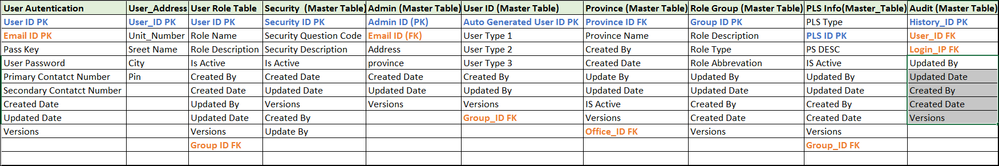 User Autentication User_Address User Role Table Security (Master Table) Admin (Master Table) User ID (Master Table) Province (Master Table) Role Group (Master Table) PLS Info(Master_Table) Audit (Master Table)
User ID PK User_ID PK User ID PK Security ID PK Admin ID (PK) Auto Generated User ID PK Province ID FK Group ID PK PLS Type History_ID PK
Email ID PK Unit_Number Role Name Security Question Code Email ID (FK) User Type 1 Province Name Role Description PLS ID PK User_ID FK
Pass Key Sreet Name Role Description Security Description Address User Type 2 Created By Role Type PS DESC Login_IP FK
User Password City Is Active Is Active province User Type 3 Created Date Role Abbrevation IS Active Updated By
Primary Contatct Number Pin Created By Created Date Created Date Created By Update By Updated By Updated By Updated Date
Secondary Contatct Number Created Date Updated Date Updated Date Updated By Updated Date Updated Date Updated Date Created By
Created Date Updated By Versions Versions Versions IS Active Created By Created By Created Date
Updated Date Updated Date Created By Group_ID FK Versions Created Date Created Date Versions
Versions Versions Update By Office_ID FK Versions Versions
Group ID FK Group_ID FK